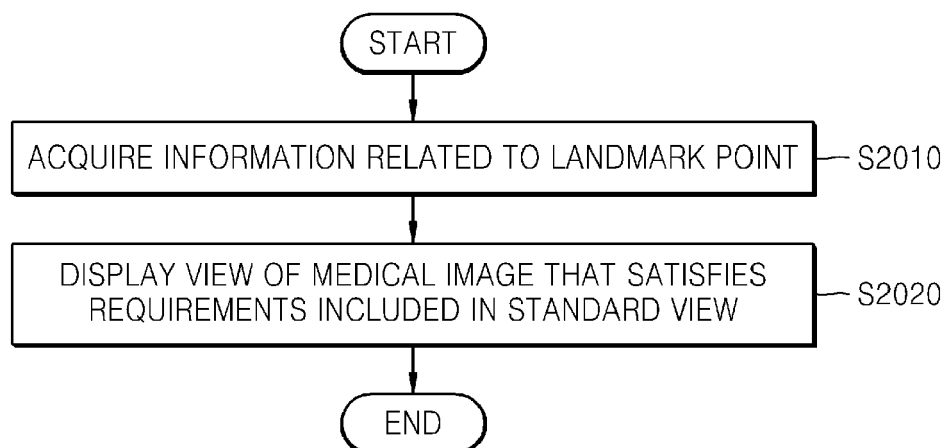 START
ACQUIRE INFORMATION RELATED TO LANDMARK POINT
S2010
DISPLAY VIEW OF MEDICAL IMAGE THAT SATISFIES
REQUIREMENTS INCLUDED IN STANDARD VIEW
S2020
END